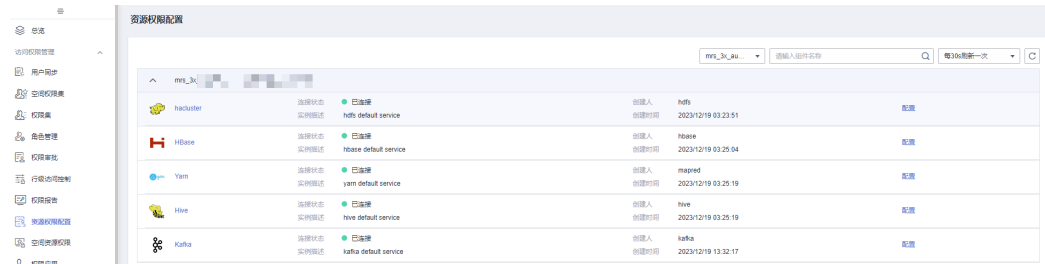 资源权限配置
总览
访问权限管理
用户同步
空间权限集
权限集
角色管理
权限审批
行级访问控制
权限报告
资源权限配置
空间资源权限
权限应用
mrs_3x_au...
请输入组件名称
每30s刷新一次
mrs_3x
hacluster
连接状态 已连接
实例描述 hdfs default service
创建人 hdfs
创建时间 2023/12/19 03:23:51
配置
HBase
连接状态 已连接
实例描述 hbase default service
创建人 hbase
创建时间 2023/12/19 03:25:04
配置
Yarn
连接状态 已连接
实例描述 yarn default service
创建人 mapred
创建时间 2023/12/19 03:25:19
配置
Hive
连接状态 已连接
实例描述 hive default service
创建人 hive
创建时间 2023/12/19 03:25:19
配置
Kafka
连接状态 已连接
实例描述 kafka default service
创建人 kafka
创建时间 2023/12/19 13:32:17
配置